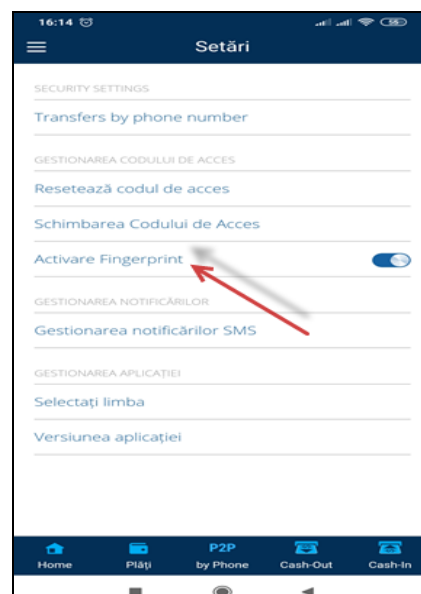 16:14
55
Setări
SECURITY SETTINGS
Transfers by phone number
GESTIONAREA CODULUI DE ACCES
Resetează codul de acces
Schimbarea Codului de Acces
Activare Fingerprint
GESTIONAREA NOTIFICĂRILOR
Gestionarea notificărilor SMS
GESTIONAREA APLICAȚIEI
Selectați limba
Versiunea aplicației
Home
Plăți
P2P
by Phone
Cash-Out
Cash-In